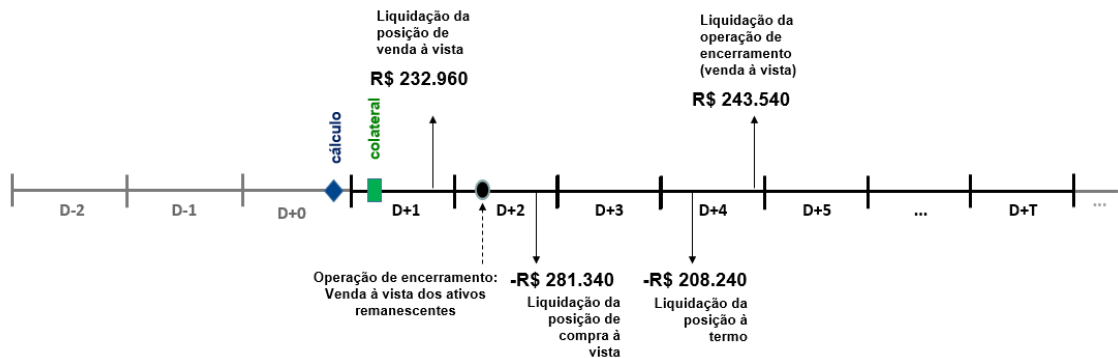 Liquidação da
posição de
venda à vista
R$ 232.960
Liquidação da
operação de
encerramento
(venda à vista)
R$ 243.540
cálculo
colateral
D-2
D-1
D+0
D+1
D+2
D+3
D+4
D+5
...
D+T
...
Operação de encerramento:
Venda à vista dos ativos
remanescentes
-R$ 281.340
Liquidação da
posição de
compra à
vista
-R$ 208.240
Liquidação da
posição à
termo